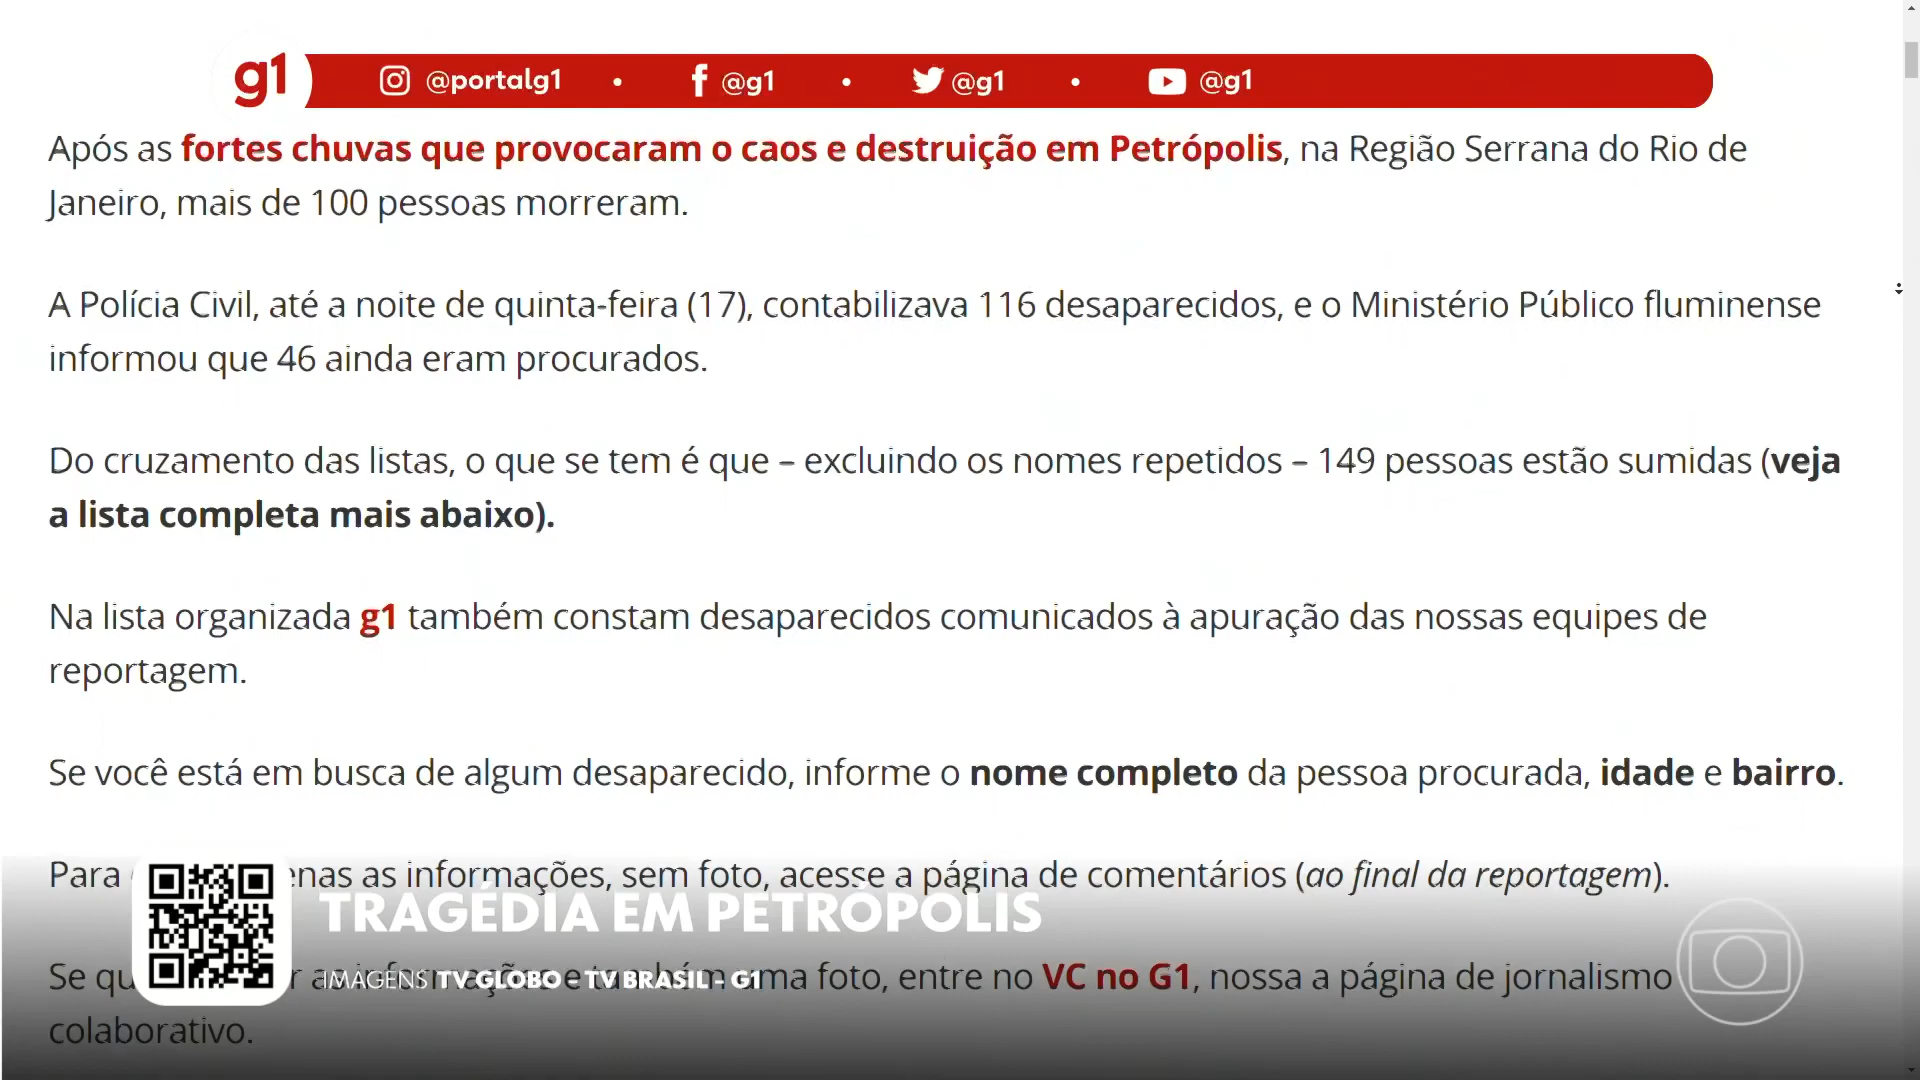 g1 @portalg1 • @g1 • @g1 • @g1
Após as fortes chuvas que provocaram o caos e destruição em Petrópolis, na Região Serrana do Rio de
Janeiro, mais de 100 pessoas morreram.
A Polícia Civil, até a noite de quinta-feira (17), contabilizava 116 desaparecidos, e o Ministério Público fluminense
informou que 46 ainda eram procurados.
Do cruzamento das listas, o que se tem é que – excluindo os nomes repetidos – 149 pessoas estão sumidas (veja
a lista completa mais abaixo).
Na lista organizada g1 também constam desaparecidos comunicados à apuração das nossas equipes de
reportagem.
Se você está em busca de algum desaparecido, informe o nome completo da pessoa procurada, idade e bairro.
Para as informações, sem foto, acesse a página de comentários (ao final da reportagem).
TRAGÉDIA EM PETRÓPOLIS
Se as informações e também uma foto, entre no VC no G1, nossa a página de jornalismo
IMAGENS TV GLOBO - TV BRASIL - G1
colaborativo.